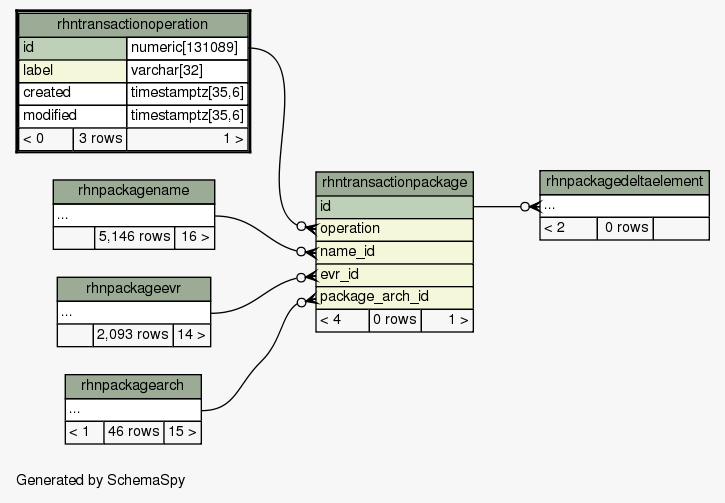 rhntransactionoperation
id numeric[131089]
label varchar[32]
created timestamptz[35,6]
modified timestamptz[35,6]
< 0 3 rows 1 >
rhnpackagename
...
5,146 rows 16 >
rhnpackageevr
...
2,093 rows 14 >
rhnpackagearch
...
< 1 46 rows 15 >
rhntransactionpackage
id
operation
name_id
evr_id
package_arch_id
< 4 0 rows 1 >
rhnpackagedeltaelement
...
< 2 0 rows
Generated by SchemaSpy